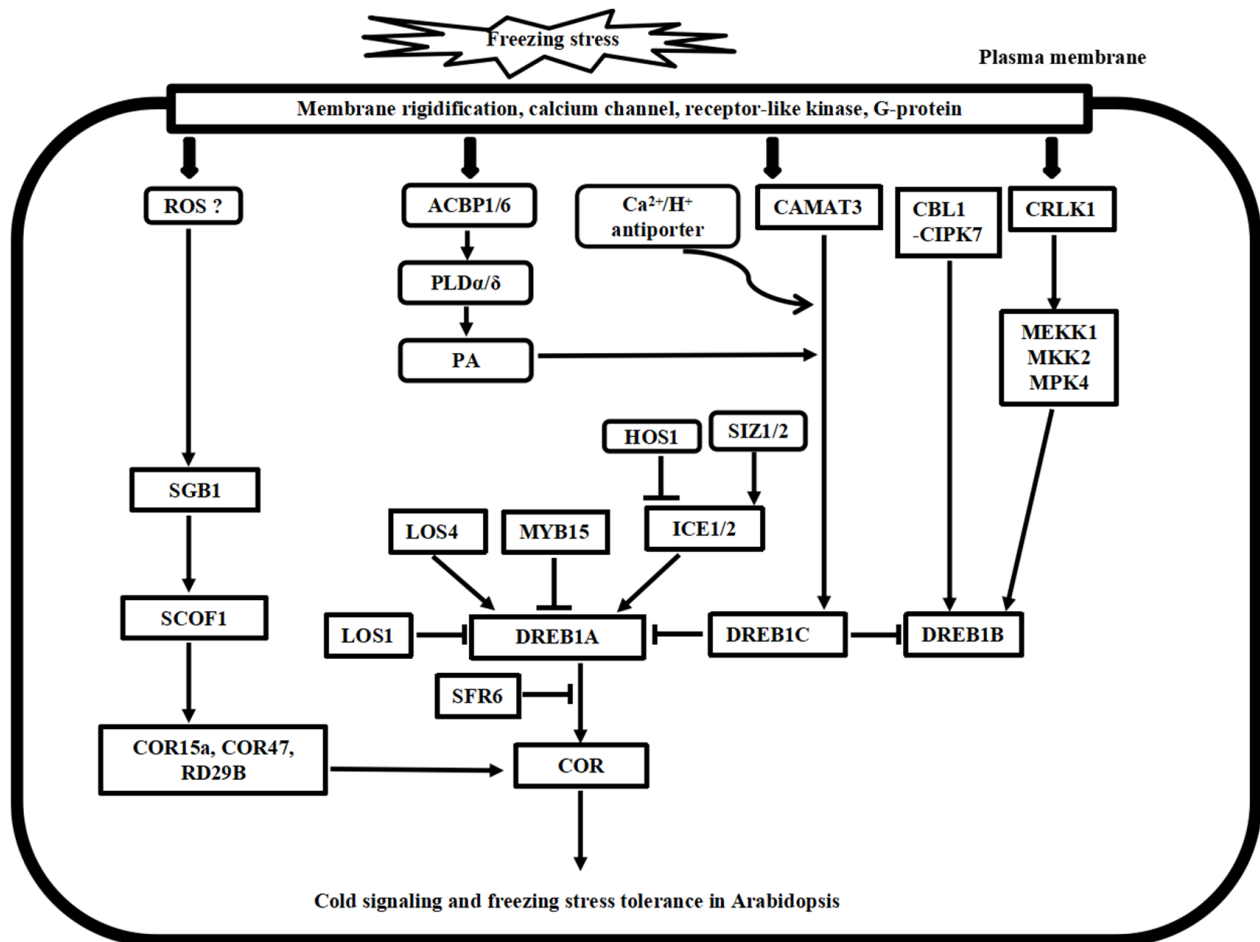 Freezing stress
Plasma membrane
Membrane rigidification, calcium channel, receptor-like kinase, G-protein
ROS ?
ACBP1/6
Ca²⁺/H⁺
antiporter
CAMAT3
CBL1
-CIPK7
CRLK1
PLDα/δ
PA
MEKK1
MKK2
MPK4
HOS1
SIZ1/2
SGB1
LOS4
MYB15
ICE1/2
SCOF1
LOS1
DREB1A
DREB1C
DREB1B
SFR6
COR15a, COR47,
RD29B
COR
Cold signaling and freezing stress tolerance in Arabidopsis